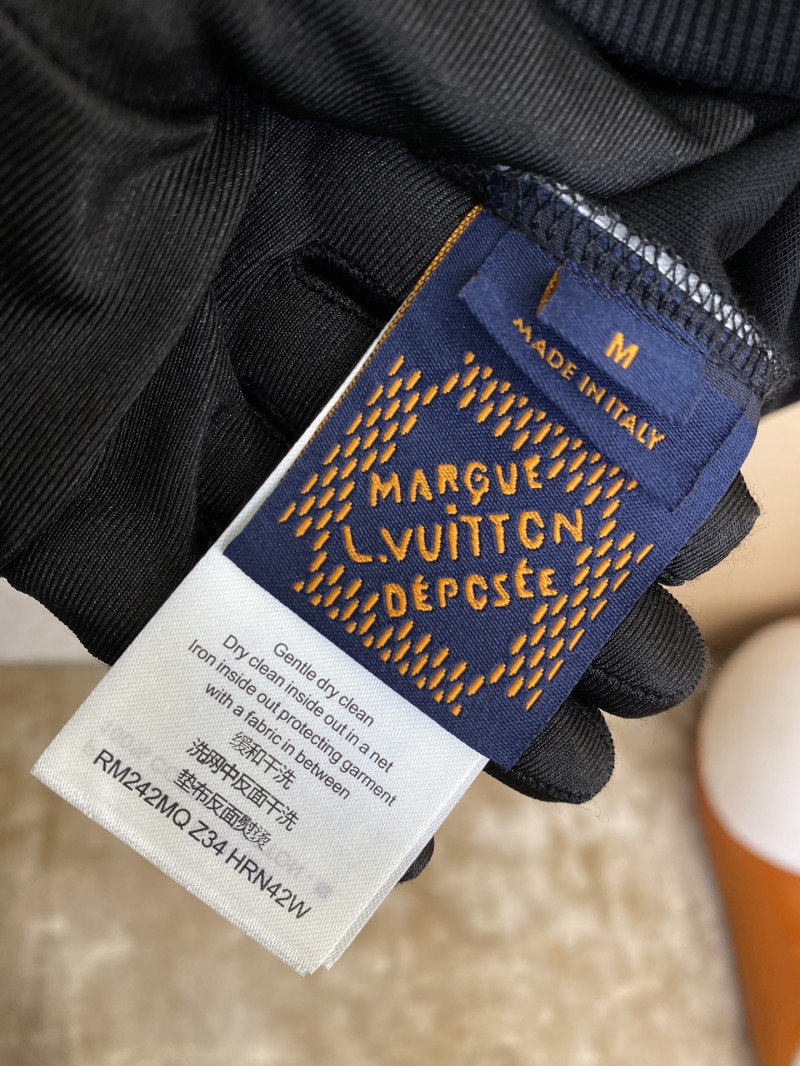 M
MADE IN ITALY
MARQUE
L.VUITTON
DÉPOSÉE
Gentle dry clean
Dry clean inside out in a net
Iron inside out protecting garment
with a fabric in between
缓和干洗
洗网中反面干洗
垫布反面熨烫
RM242MQ Z34 HRN42W